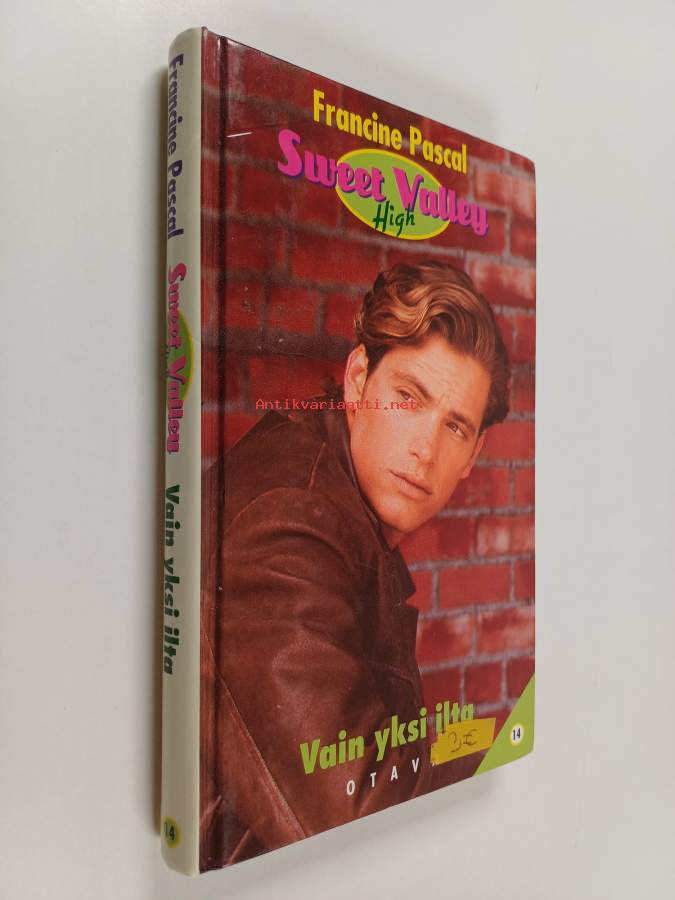 Francine Pascal
Sweet Valley
High
Vain yksi ilta
3€
OTAV
14
Francine Pascal Sweet Valley Vain yksi ilta
14
Antikvariaatti.net